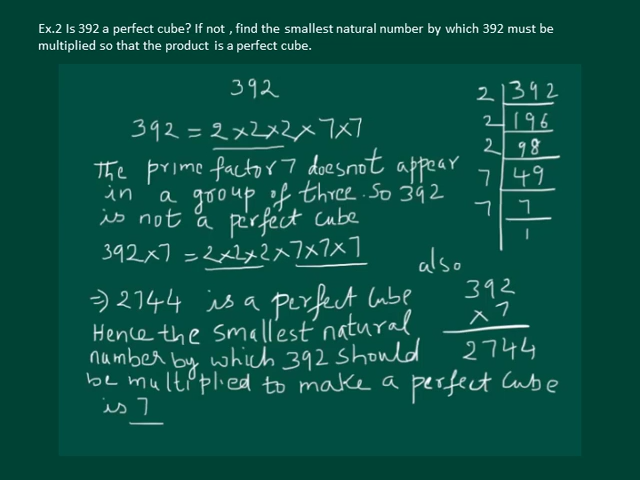 Ex.2 Is 392 a perfect cube? If not , find the smallest natural number by which 392 must be
multiplied so that the product is a perfect cube.
392
392 = 2×2×2×7×7
The prime factor 7 doesnot appear
in a group of three. So 392
is not a perfect cube
392×7 = 2×2×2×7×7×7
⇒ 2744 is a perfect cube
Hence the smallest natural
number by which 392 should
be multiplied to make a perfect cube
is 7
2 | 392
2 | 196
2 | 98
7 | 49
7 | 7
1
also
392
× 7
2744